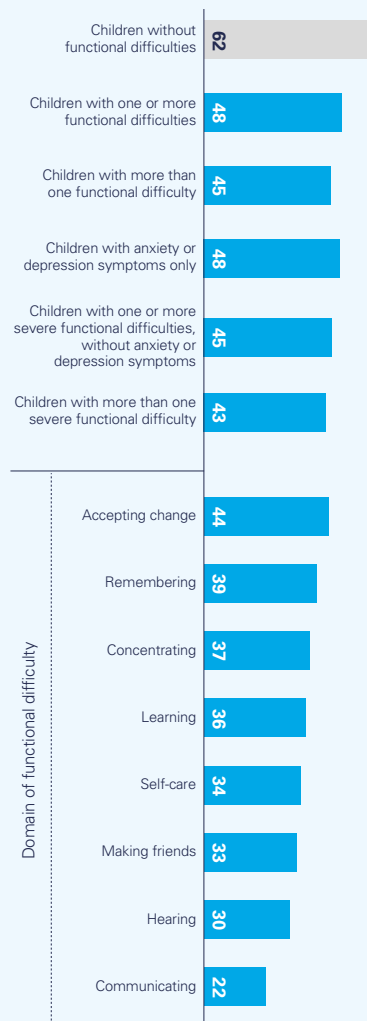 Children without
functional difficulties
62
Children with one or more
functional difficulties
48
Children with more than
one functional difficulty
45
Children with anxiety or
depression symptoms only
48
Children with one or more
severe functional difficulties,
without anxiety or
depression symptoms
45
Children with more than one
severe functional difficulty
43
Domain of functional difficulty
Accepting change
44
Remembering
39
Concentrating
37
Learning
36
Self-care
34
Making friends
33
Hearing
30
Communicating
22